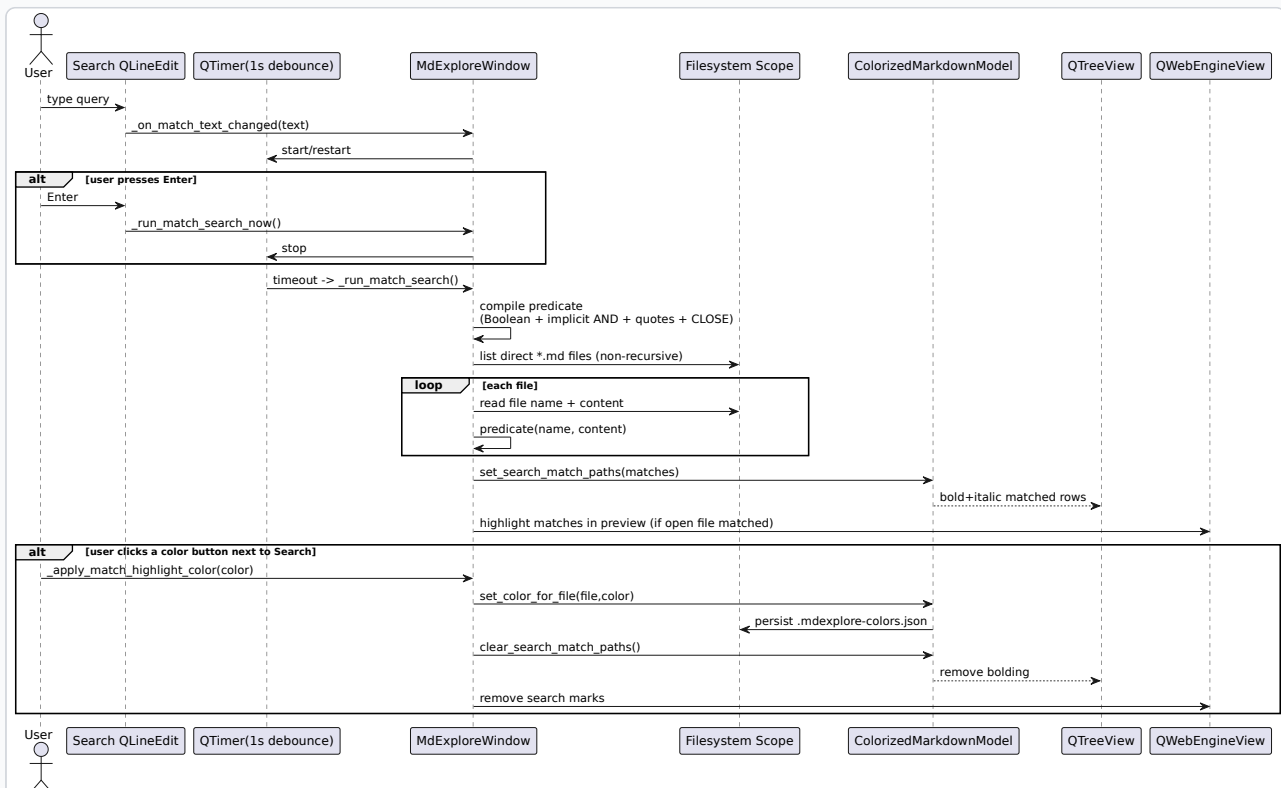 User
Search QLineEdit
QTimer(1s debounce)
MdExploreWindow
Filesystem Scope
ColorizedMarkdownModel
QTreeView
QWebEngineView
type query
_on_match_text_changed(text)
start/restart
alt [user presses Enter]
Enter
_run_match_search_now()
stop
timeout -> _run_match_search()
compile predicate
(Boolean + implicit AND + quotes + CLOSE)
list direct *.md files (non-recursive)
loop [each file]
read file name + content
predicate(name, content)
set_search_match_paths(matches)
bold+italic matched rows
highlight matches in preview (if open file matched)
alt [user clicks a color button next to Search]
_apply_match_highlight_color(color)
set_color_for_file(file,color)
persist .mdexplore-colors.json
clear_search_match_paths()
remove bolding
remove search marks
User
Search QLineEdit
QTimer(1s debounce)
MdExploreWindow
Filesystem Scope
ColorizedMarkdownModel
QTreeView
QWebEngineView